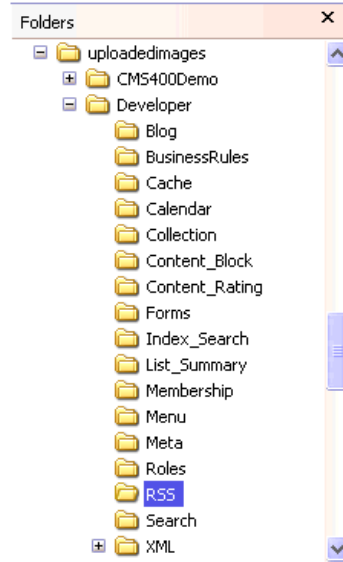 Folders
uploadedimages
CMS400Demo
Developer
Blog
BusinessRules
Cache
Calendar
Collection
Content_Block
Content_Rating
Forms
Index_Search
List_Summary
Membership
Menu
Meta
Roles
RSS
Search
XML